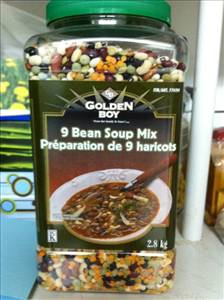 GOLDEN
BOY
9 Bean Soup Mix
Préparation de 9 haricots
2.8 kg